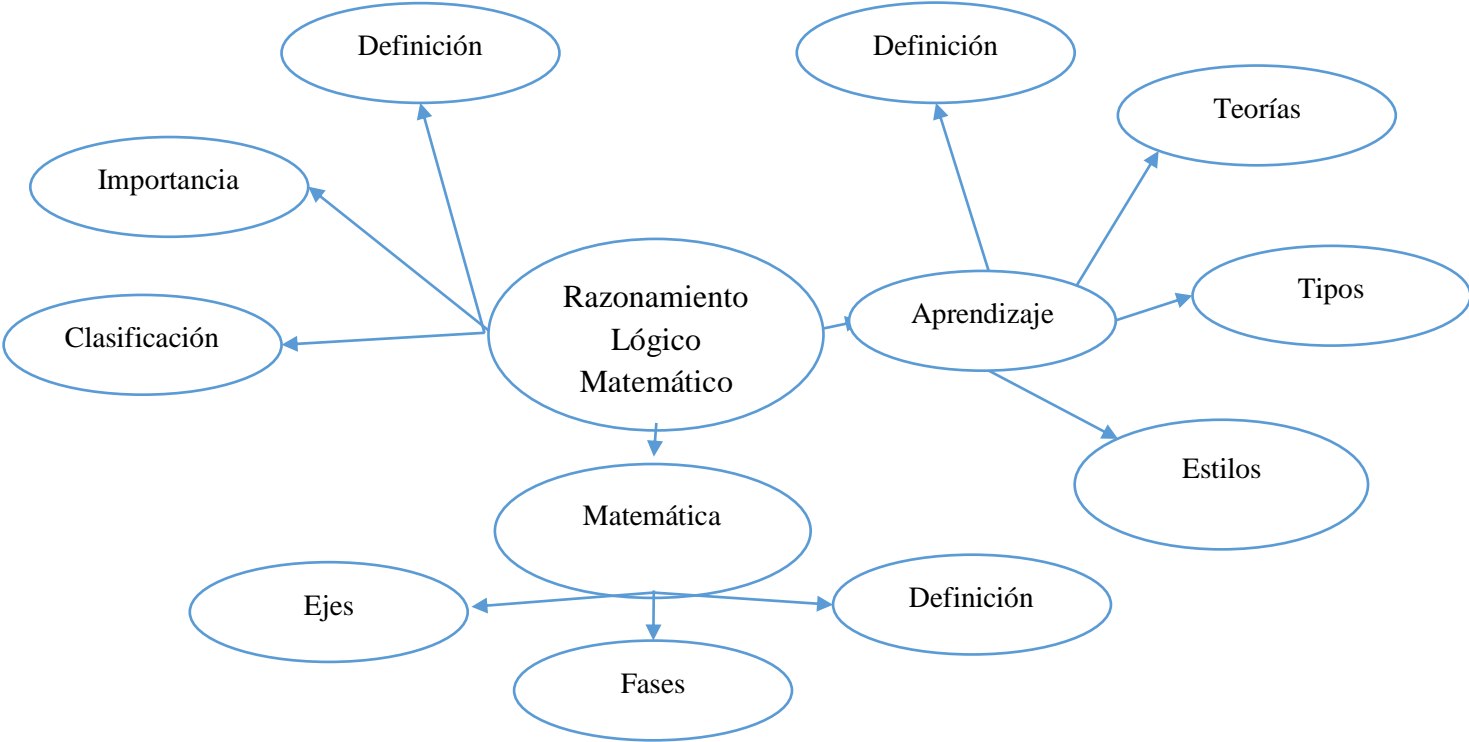 Definición
Definición
Teorías
Importancia
Tipos
Razonamiento
Lógico
Matemático
Aprendizaje
Clasificación
Estilos
Matemática
Ejes
Definición
Fases